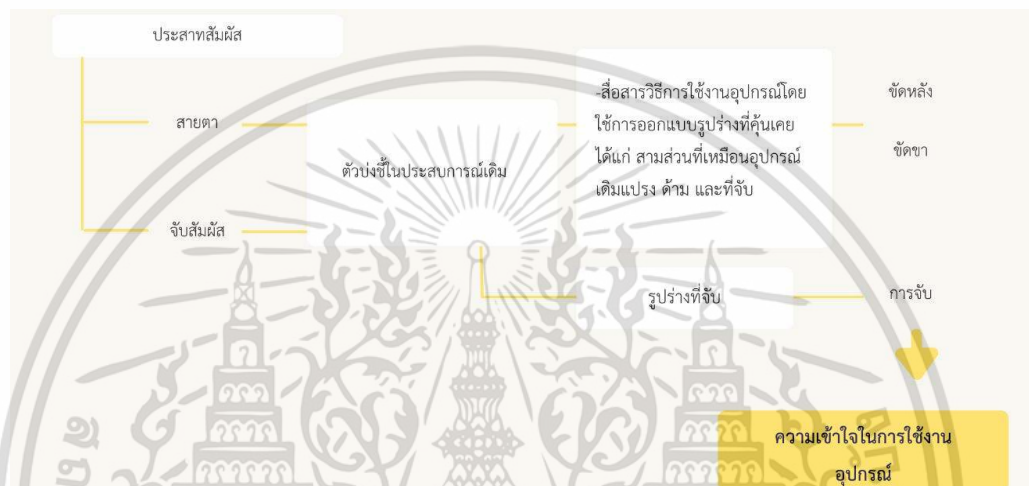 ประสาทสัมผัส
สายตา
จับสัมผัส
ตัวบ่งชี้ในประสบการณ์เดิม
-สื่อสารวิธีการใช้งานอุปกรณ์โดย
ใช้การออกแบบรูปร่างที่คุ้นเคย
ได้แก่ สามส่วนที่เหมือนอุปกรณ์
เดิมแปรง ด้าม และที่จับ
ขัดหลัง
ขัดขา
รูปร่างที่จับ
การจับ
ความเข้าใจในการใช้งาน
อุปกรณ์